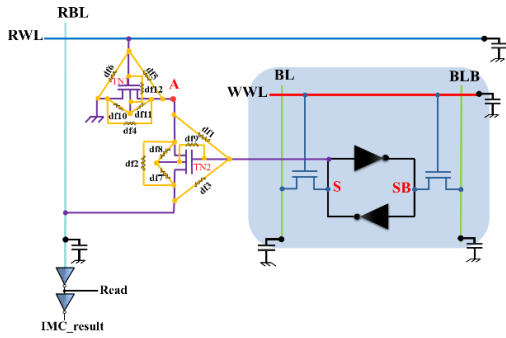 RBL
RWL
df6
df5
TN1
df12
A
BL
BLB
WWL
df10
df11
df4
df1
df9
df8
df2
TN2
df7
df3
S
SB
Read
IMC_result